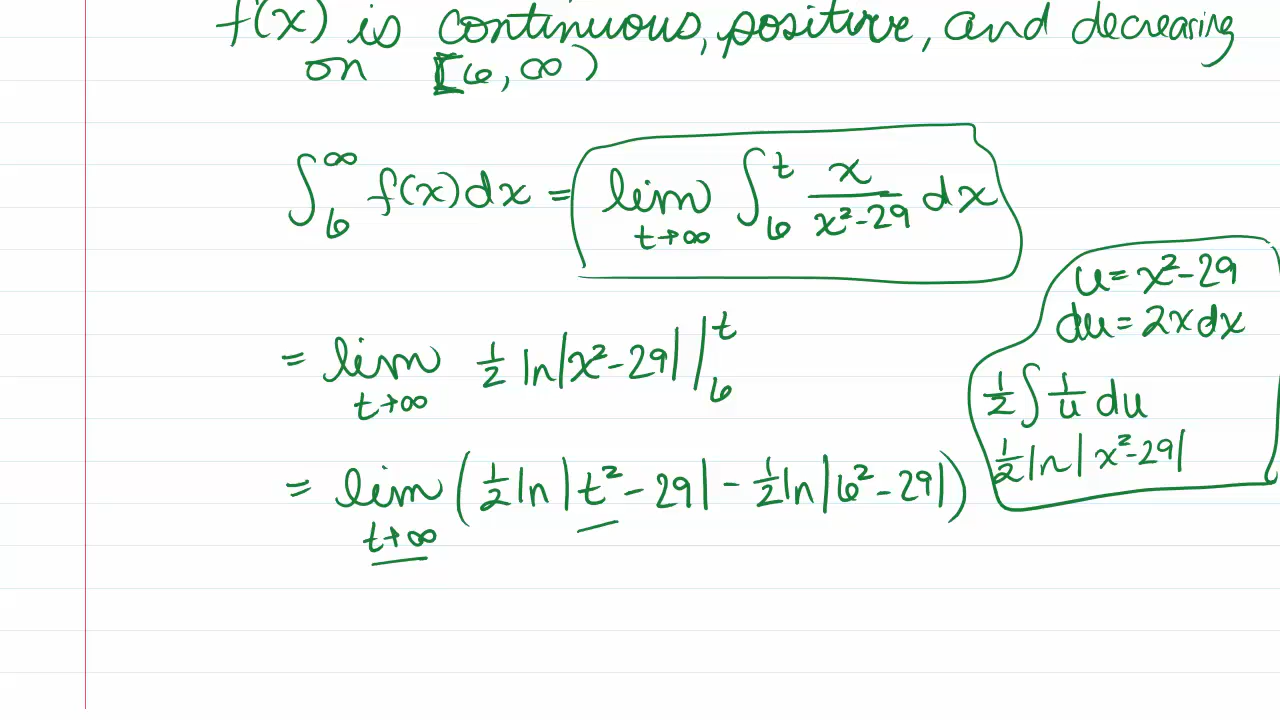 f(x) is continuous, positive, and decreasing
on [6, ∞)
∫₆^∞ f(x)dx = lim_{t→∞} ∫₆^t x/(x²-29) dx
u = x²-29
du = 2x dx
= lim_{t→∞} ½ ln|x²-29| |₆^t
½ ∫ 1/u du
½ ln|x²-29|
= lim_{t→∞} (½ ln|t²-29| - ½ ln|6²-29|)